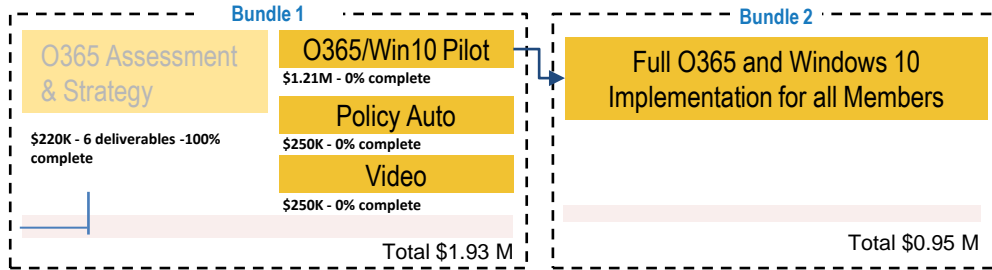 Bundle 1
O365 Assessment
& Strategy
$220K - 6 deliverables -100%
complete
O365/Win10 Pilot
$1.21M - 0% complete
Policy Auto
$250K - 0% complete
Video
$250K - 0% complete
Total $1.93 M
Bundle 2
Full O365 and Windows 10
Implementation for all Members
Total $0.95 M